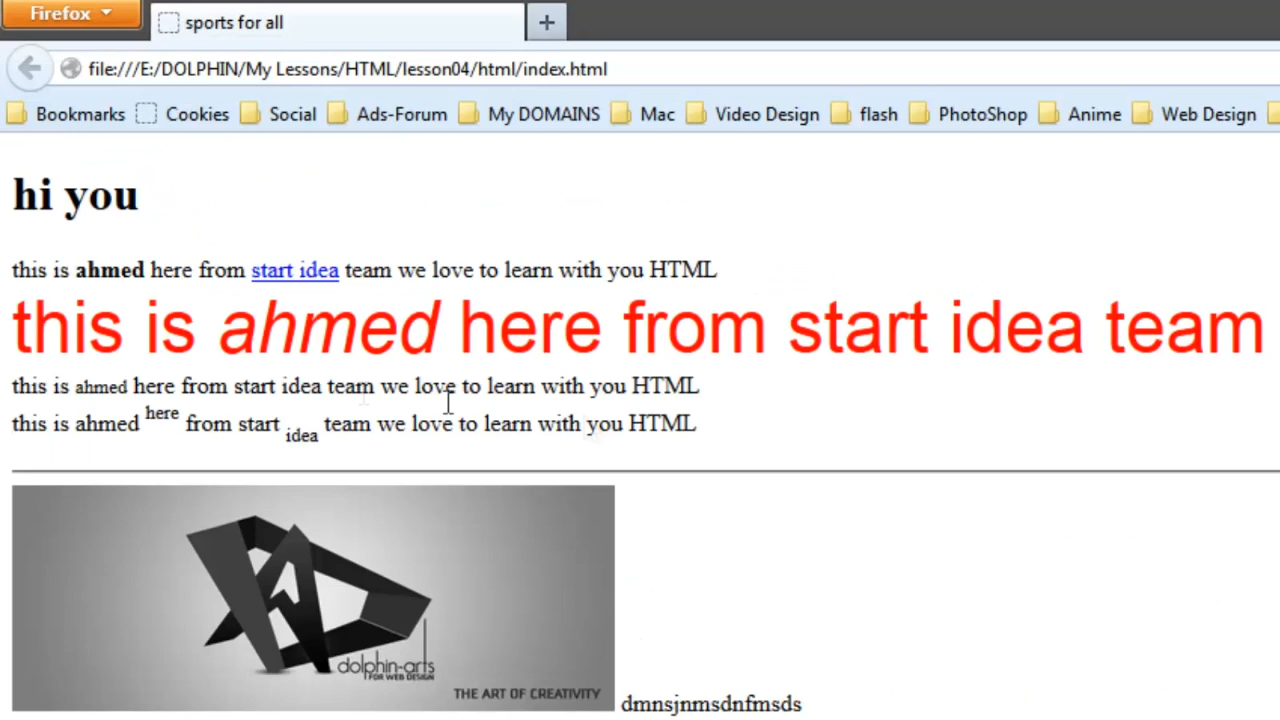 Firefox
sports for all
file:///E:/DOLPHIN/My Lessons/HTML/lesson04/html/index.html
Bookmarks Cookies Social Ads-Forum My DOMAINS Mac Video Design flash PhotoShop Anime Web Design
hi you
this is ahmed here from start idea team we love to learn with you HTML
this is ahmed here from start idea team
this is ahmed here from start idea team we love to learn with you HTML
this is ahmed here from start idea team we love to learn with you HTML
dolphin-arts
FOR WEB DESIGN
THE ART OF CREATIVITY
dmnsjnmsdnfmsds